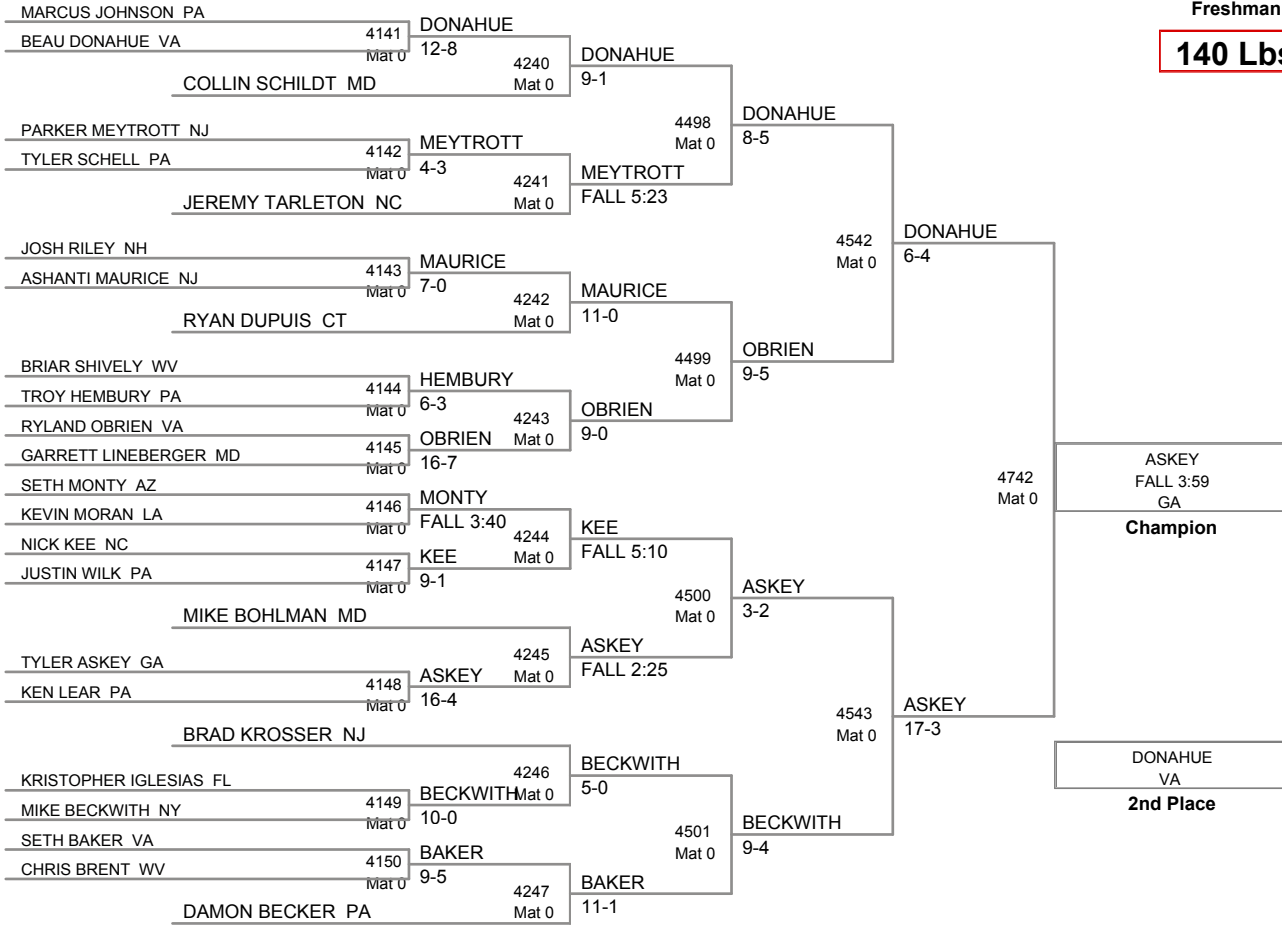 Freshman
140 Lbs
MARCUS JOHNSON PA
BEAU DONAHUE VA
4141
Mat 0
DONAHUE
12-8
COLLIN SCHILDT MD
4240
Mat 0
DONAHUE
9-1
PARKER MEYTROTT NJ
TYLER SCHELL PA
4142
Mat 0
MEYTROTT
4-3
JEREMY TARLETON NC
4241
Mat 0
MEYTROTT
FALL 5:23
4498
Mat 0
DONAHUE
8-5
JOSH RILEY NH
ASHANTI MAURICE NJ
4143
Mat 0
MAURICE
7-0
RYAN DUPUIS CT
4242
Mat 0
MAURICE
11-0
BRIAR SHIVELY WV
TROY HEMBURY PA
4144
Mat 0
HEMBURY
6-3
RYLAND OBRIEN VA
GARRETT LINEBERGER MD
4145
Mat 0
OBRIEN
16-7
4243
Mat 0
OBRIEN
9-0
4499
Mat 0
OBRIEN
9-5
4542
Mat 0
DONAHUE
6-4
SETH MONTY AZ
KEVIN MORAN LA
4146
Mat 0
MONTY
FALL 3:40
NICK KEE NC
JUSTIN WILK PA
4147
Mat 0
KEE
9-1
4244
Mat 0
KEE
FALL 5:10
MIKE BOHLMAN MD
TYLER ASKEY GA
KEN LEAR PA
4148
Mat 0
ASKEY
16-4
4245
Mat 0
ASKEY
FALL 2:25
4500
Mat 0
ASKEY
3-2
BRAD KROSSER NJ
KRISTOPHER IGLESIAS FL
MIKE BECKWITH NY
4149
Mat 0
BECKWITH
10-0
4246
Mat 0
BECKWITH
5-0
SETH BAKER VA
CHRIS BRENT WV
4150
Mat 0
BAKER
9-5
DAMON BECKER PA
4247
Mat 0
BAKER
11-1
4501
Mat 0
BECKWITH
9-4
4543
Mat 0
ASKEY
17-3
4742
Mat 0
ASKEY
FALL 3:59
GA
Champion
DONAHUE
VA
2nd Place